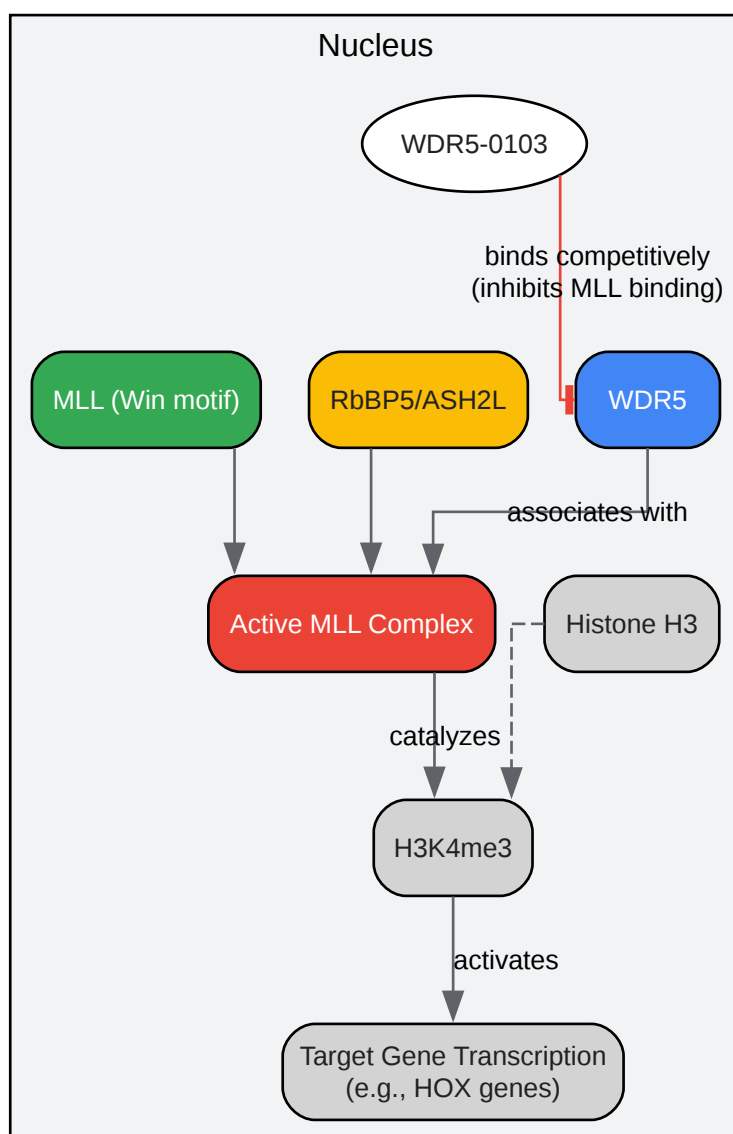 Nucleus
WDR5-0103
binds competitively
(inhibits MLL binding)
MLL (Win motif)
RbBP5/ASH2L
WDR5
associates with
Active MLL Complex
Histone H3
catalyzes
H3K4me3
activates
Target Gene Transcription
(e.g., HOX genes)